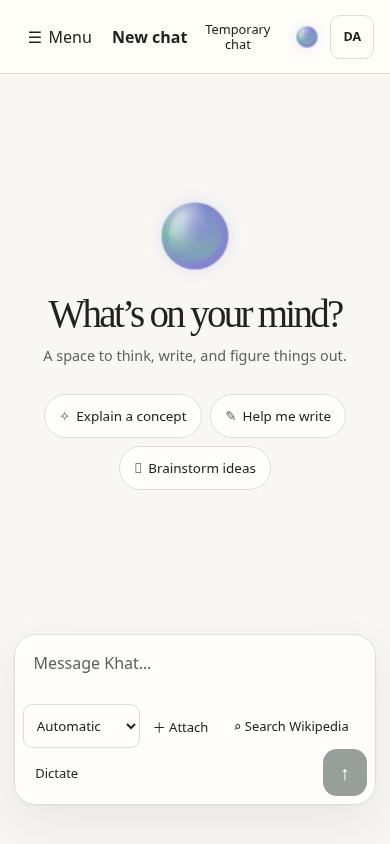 ☰ Menu
New chat
Temporary
chat
DA
What's on your mind?
A space to think, write, and figure things out.
✧ Explain a concept
✎ Help me write
Brainstorm ideas
Message Khat...
Automatic
+ Attach
⌕ Search Wikipedia
Dictate
↑